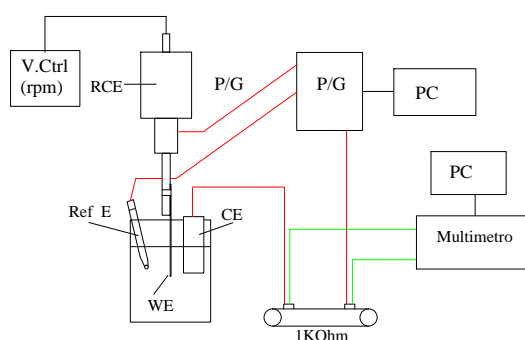 V.Ctrl
(rpm)
RCE
P/G
P/G
PC
PC
Ref E
CE
Multimetro
WE
1KOhm